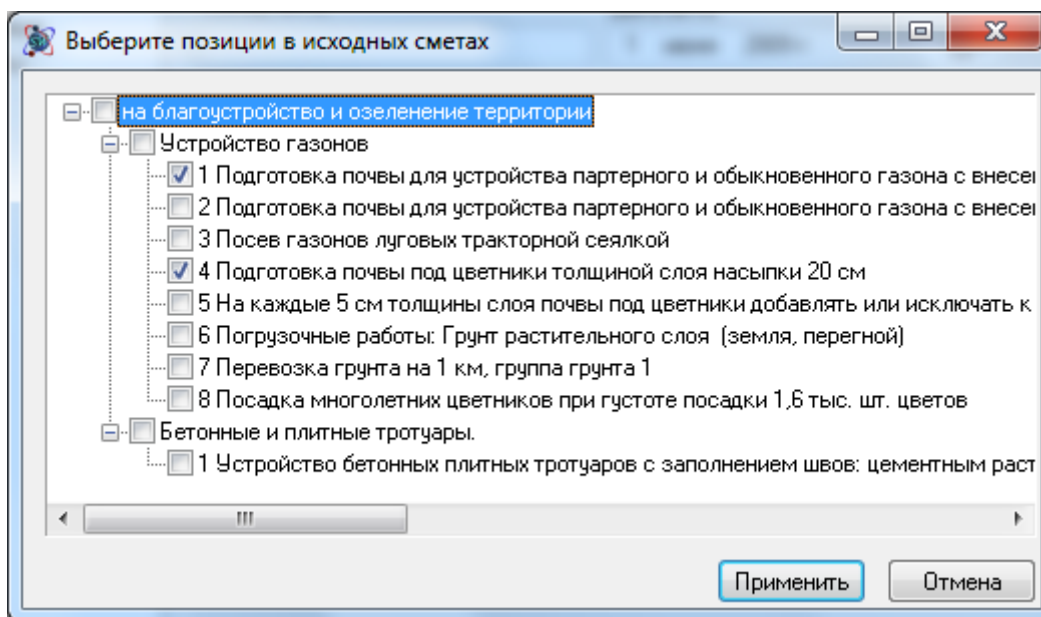 Выберите позиции в исходных сметах
на благоустройство и озеленение территории
Устройство газонов
1 Подготовка почвы для устройства партерного и обыкновенного газона с внесе
2 Подготовка почвы для устройства партерного и обыкновенного газона с внесе
3 Посев газонов луговых тракторной сеялкой
4 Подготовка почвы под цветники толщиной слоя насыпки 20 см
5 На каждые 5 см толщины слоя почвы под цветники добавлять или исключать к
6 Погрузочные работы: Грунт растительного слоя (земля, перегной)
7 Перевозка грунта на 1 км, группа грунта 1
8 Посадка многолетних цветников при густоте посадки 1,6 тыс. шт. цветов
Бетонные и плитные тротуары.
1 Устройство бетонных плитных тротуаров с заполнением швов: цементным раст
Применить Отмена